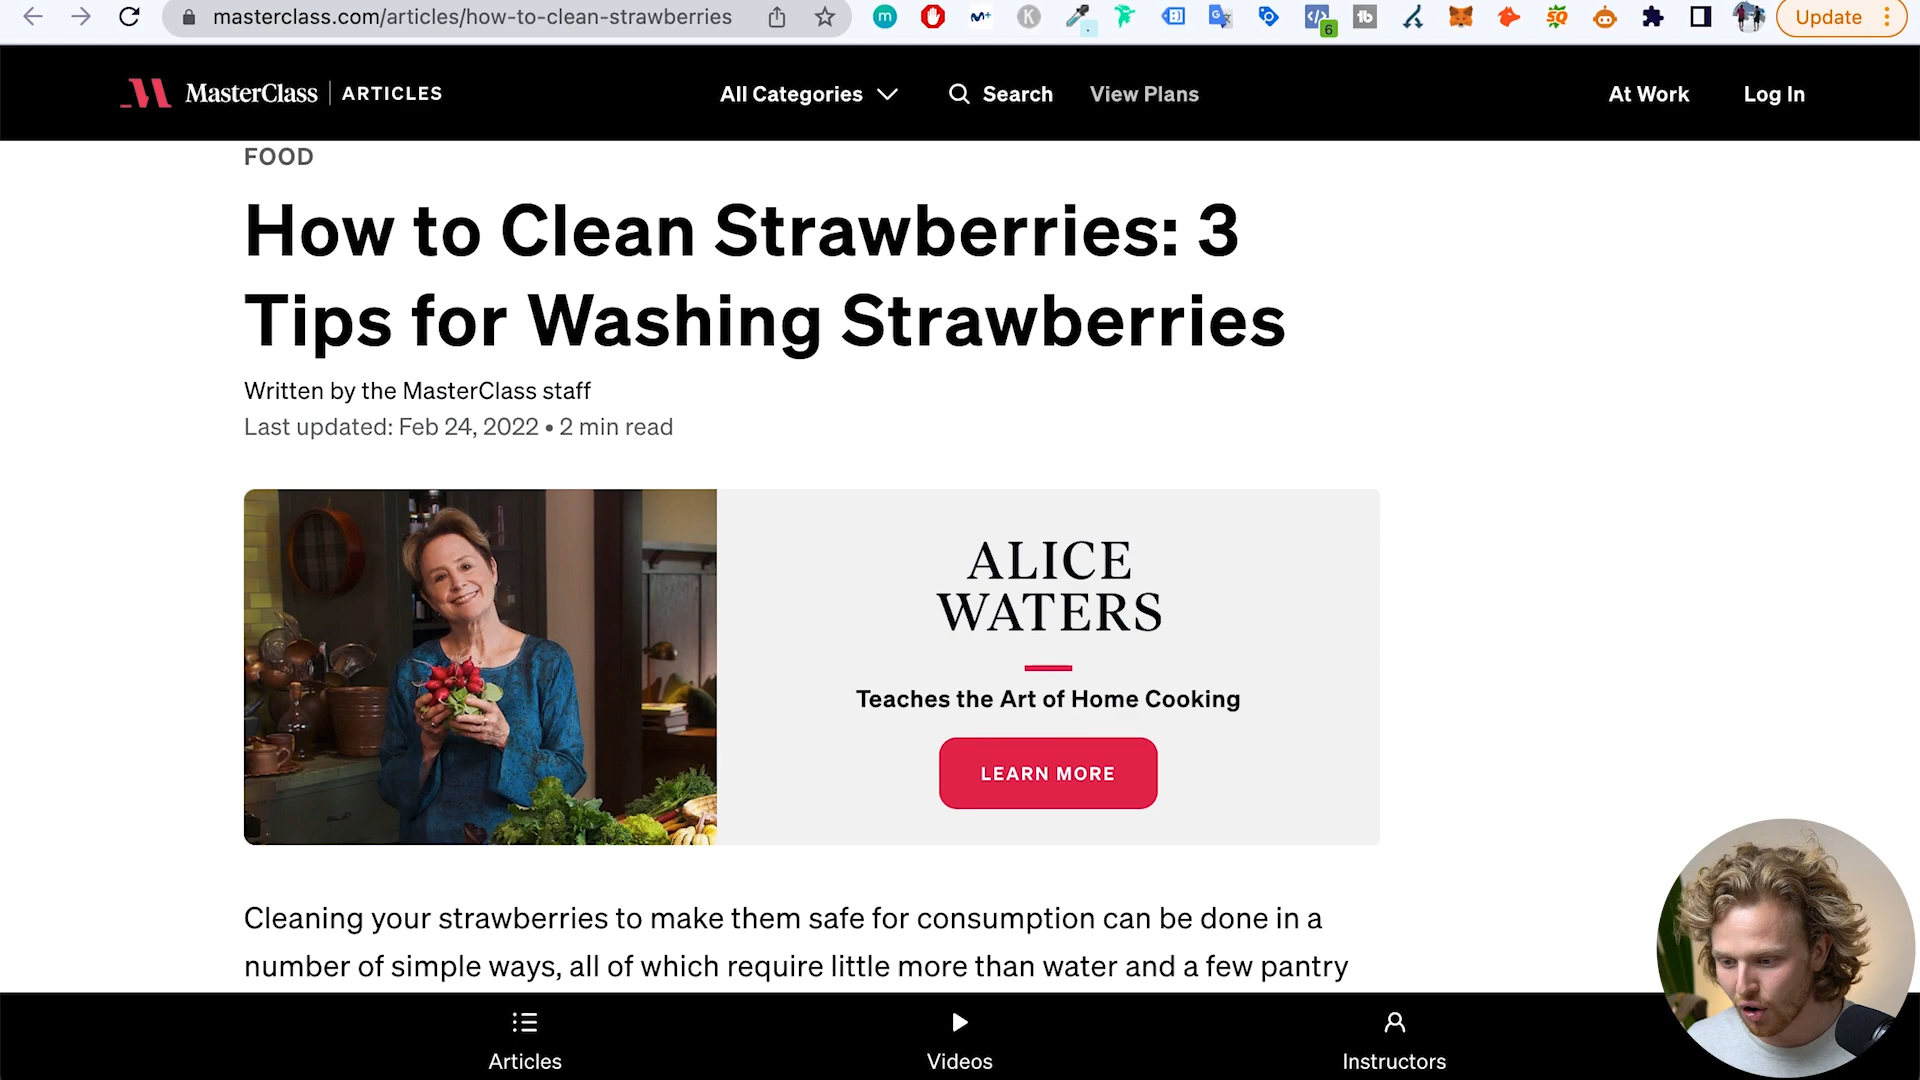 masterclass.com/articles/how-to-clean-strawberries
m
K
6
tb
SQ
Update
MasterClass | ARTICLES
All Categories
Search
View Plans
At Work
Log In
FOOD
How to Clean Strawberries: 3
Tips for Washing Strawberries
Written by the MasterClass staff
Last updated: Feb 24, 2022 • 2 min read
ALICE
WATERS
Teaches the Art of Home Cooking
LEARN MORE
Cleaning your strawberries to make them safe for consumption can be done in a
number of simple ways, all of which require little more than water and a few pantry
Articles
Videos
Instructors